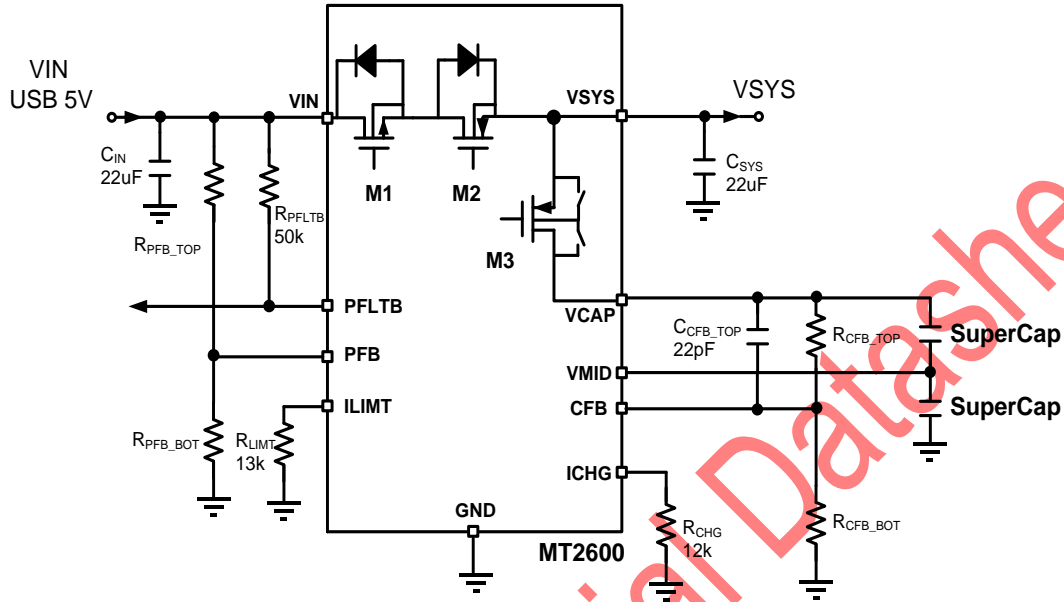 VIN
USB 5V
VIN
VSYS
VSYS
CIN
22uF
M1
M2
CSYS
22uF
RPFB_TOP
RPFLTB
50k
M3
PFLTB
VCAP
CCFB_TOP
22pF
RCFB_TOP
SuperCap
PFB
VMID
ILIMT
CFB
SuperCap
RPFB_BOT
RLIMT
13k
ICHG
GND
RCHG
12k
RCFB_BOT
MT2600
ial Datashe